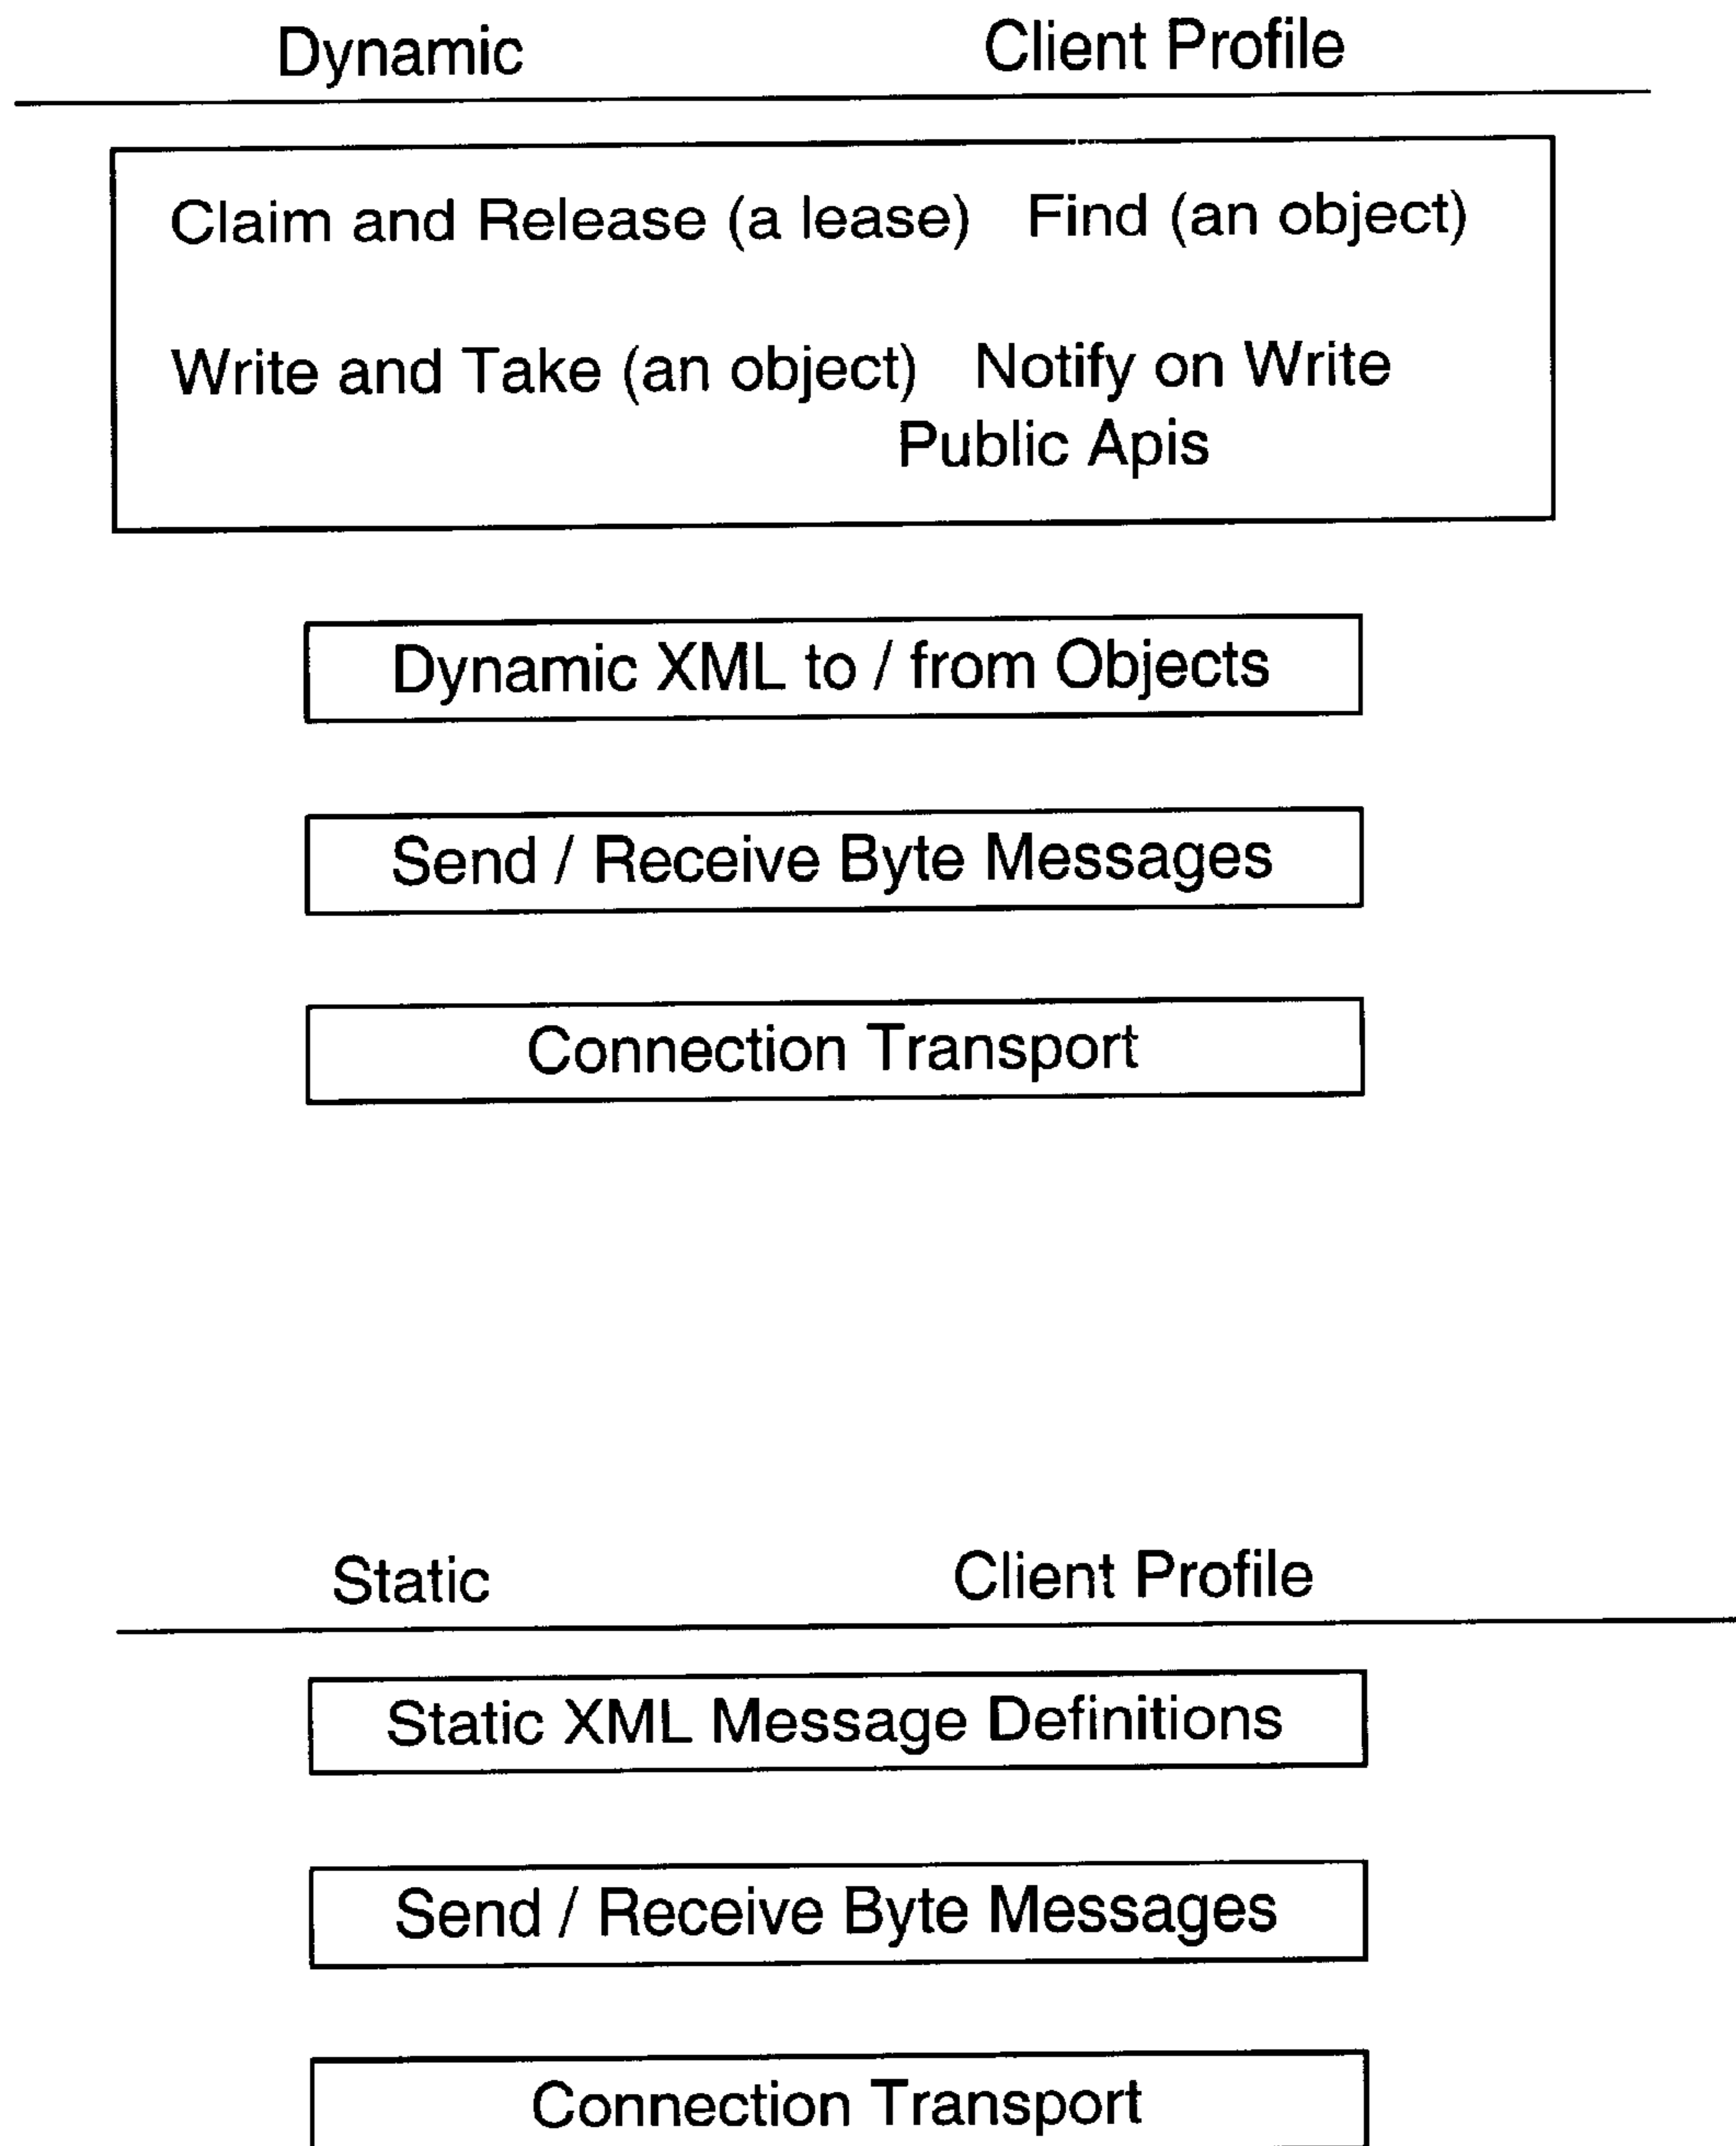 Dynamic Client Profile
Claim and Release (a lease) Find (an object)
Write and Take (an object) Notify on Write
Public Apis
Dynamic XML to / from Objects
Send / Receive Byte Messages
Connection Transport
Static Client Profile
Static XML Message Definitions
Send / Receive Byte Messages
Connection Transport